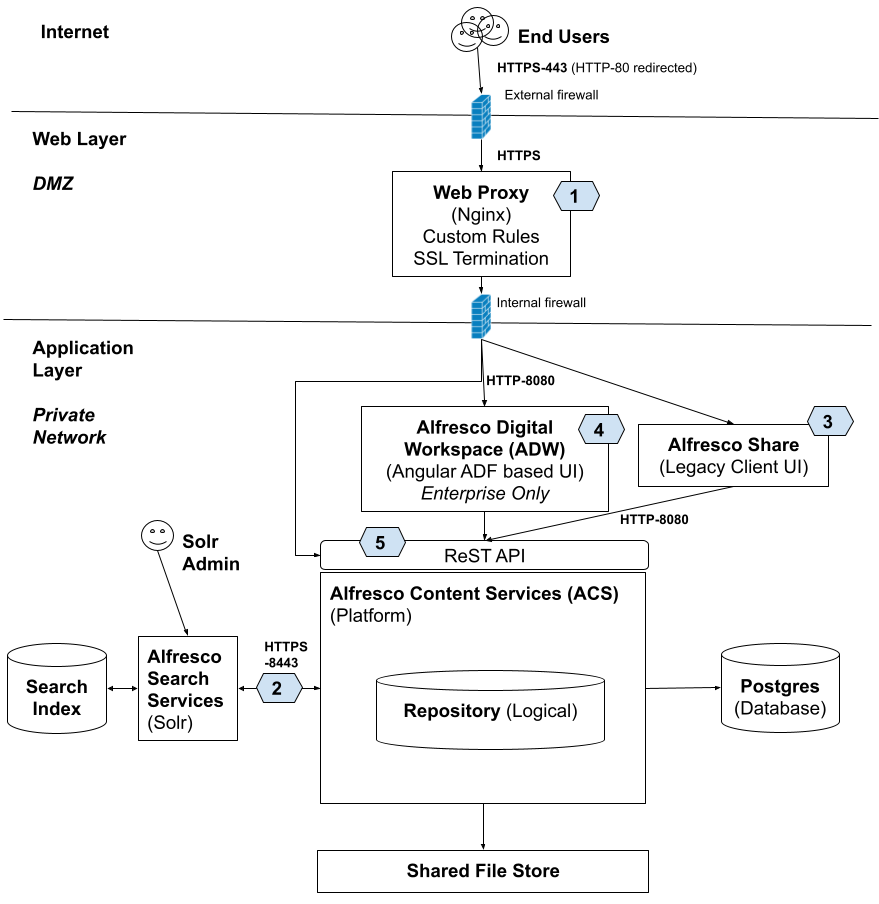 Internet
End Users
HTTPS-443 (HTTP-80 redirected)
External firewall
Web Layer
DMZ
HTTPS
Web Proxy
(Nginx)
Custom Rules
SSL Termination
1
Internal firewall
Application
Layer
Private
Network
HTTP-8080
Alfresco Digital
Workspace (ADW)
(Angular ADF based UI)
Enterprise Only
4
Alfresco Share
(Legacy Client UI)
3
HTTP-8080
5
ReST API
Solr
Admin
Alfresco Content Services (ACS)
(Platform)
Repository (Logical)
HTTPS
-8443
2
Alfresco
Search
Services
(Solr)
Search
Index
Postgres
(Database)
Shared File Store